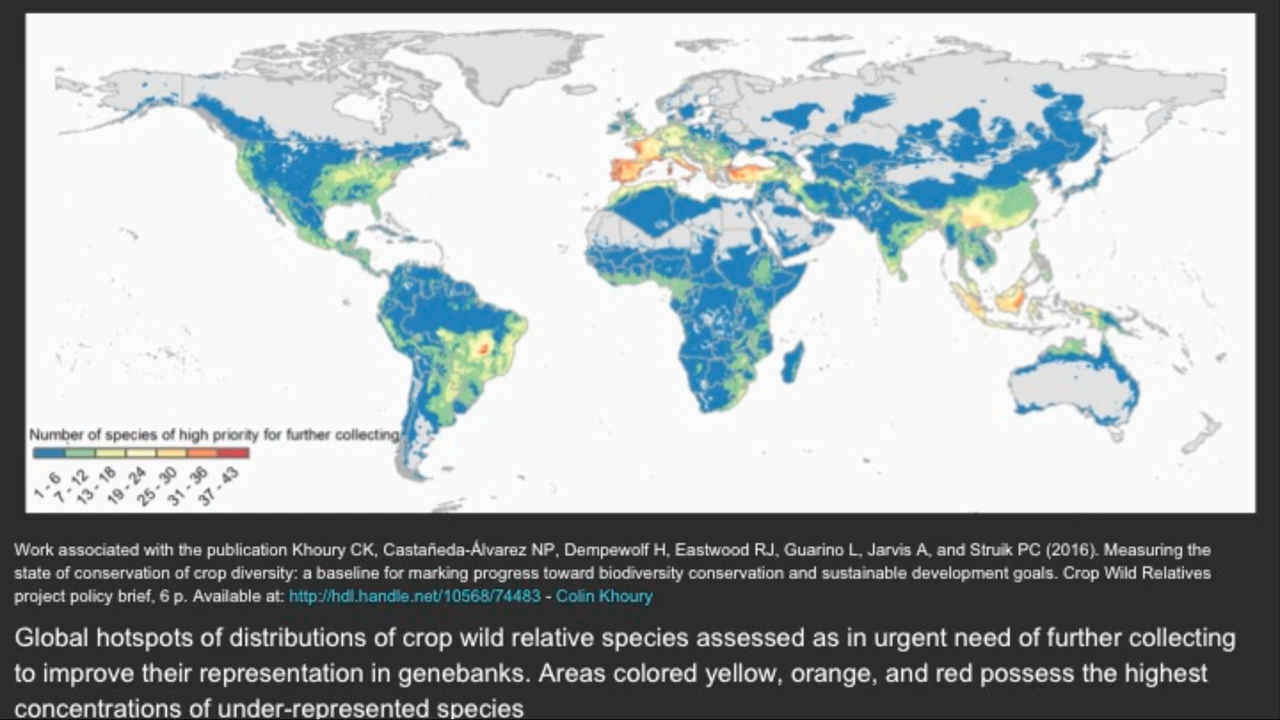 Number of species of high priority for further collecting
1 - 6
7 - 12
13 - 18
19 - 24
25 - 30
31 - 36
37 - 43
Work associated with the publication Khoury CK, Castañeda-Álvarez NP, Dempewolf H, Eastwood RJ, Guarino L, Jarvis A, and Struik PC (2016). Measuring the
state of conservation of crop diversity: a baseline for marking progress toward biodiversity conservation and sustainable development goals. Crop Wild Relatives
project policy brief, 6 p. Available at: http://hdl.handle.net/10568/74483 - Colin Khoury
Global hotspots of distributions of crop wild relative species assessed as in urgent need of further collecting
to improve their representation in genebanks. Areas colored yellow, orange, and red possess the highest
concentrations of under-represented species